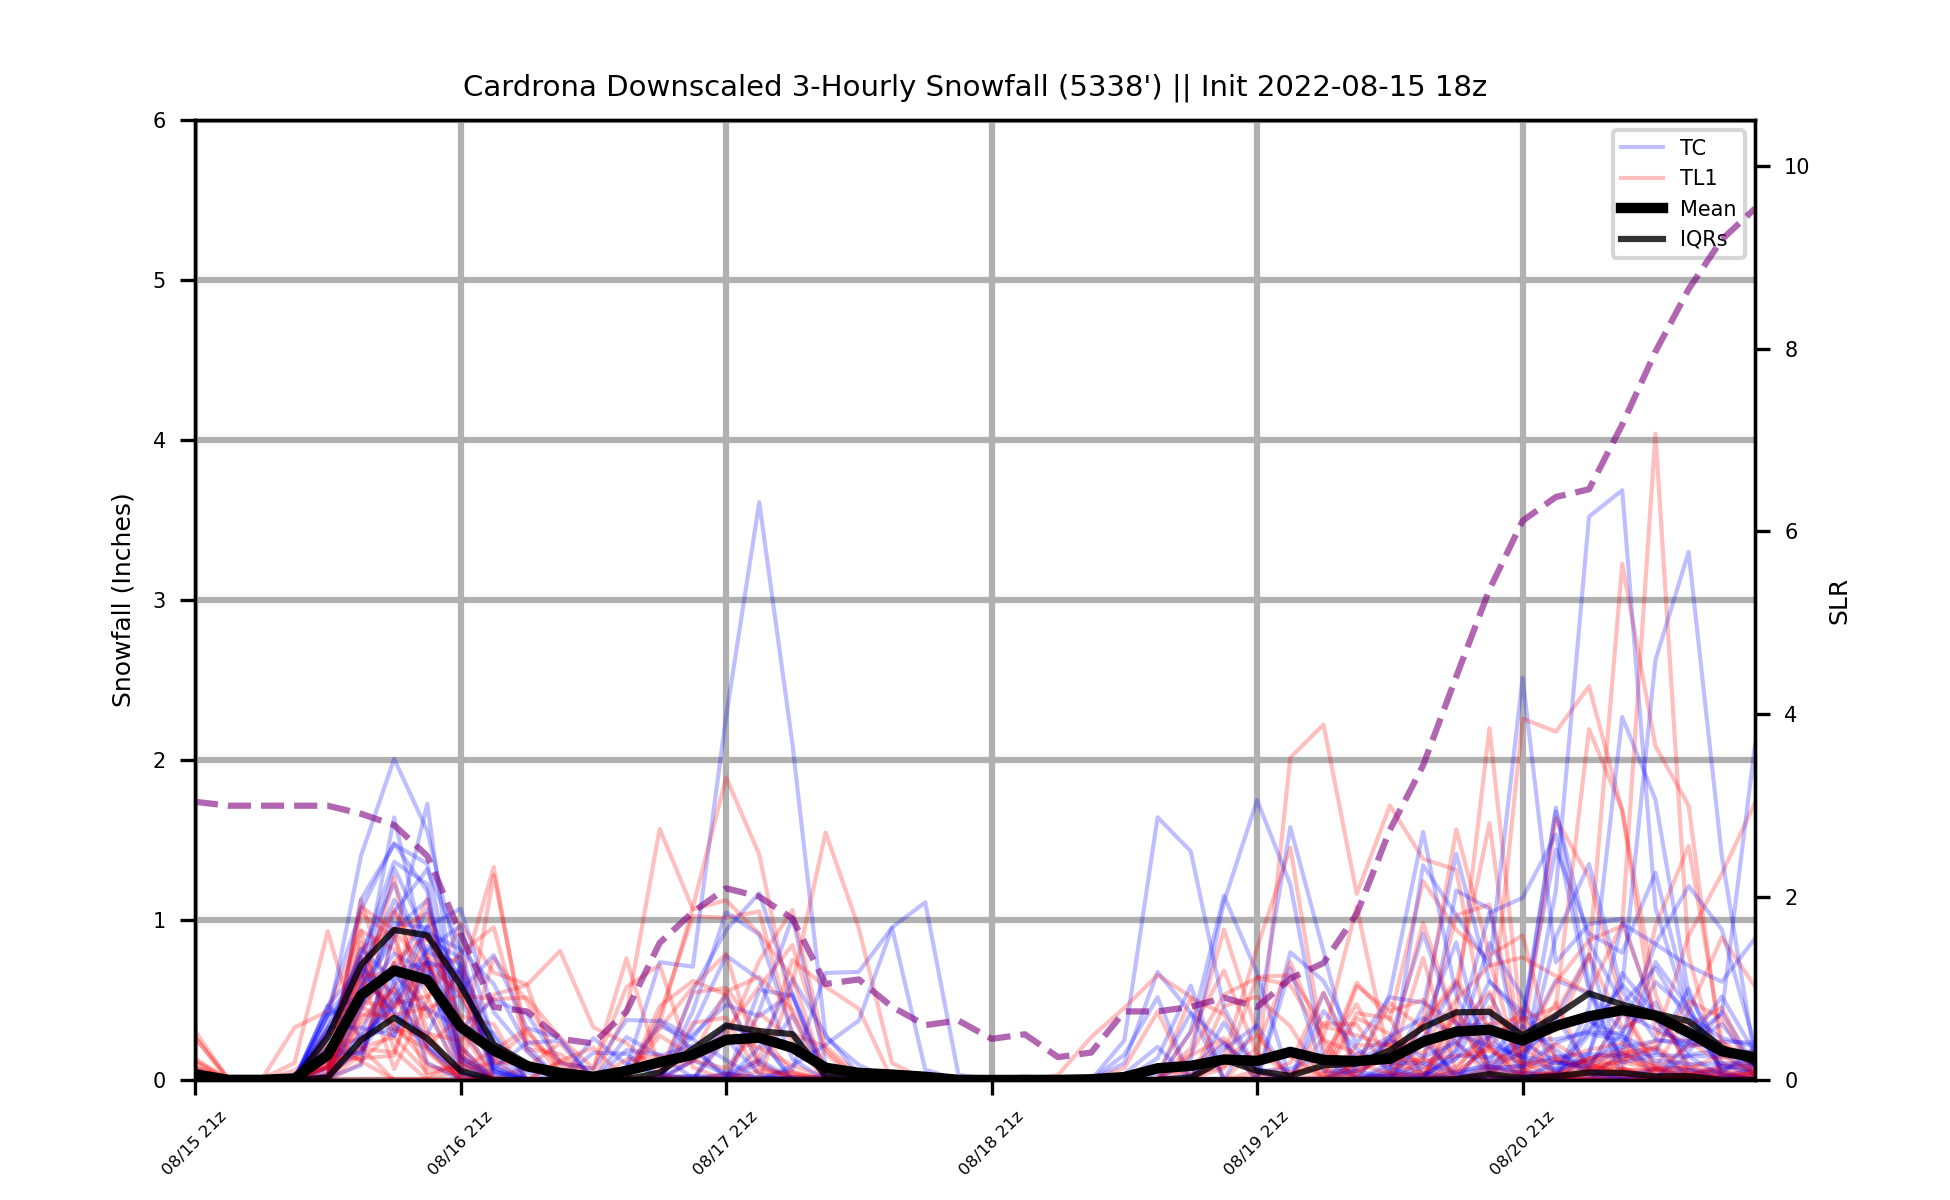 Cardrona Downscaled 3-Hourly Snowfall (5338') || Init 2022-08-15 18z
TC
TL1
Mean
IQRs
6
5
4
3
2
1
0
Snowfall (Inches)
10
8
6
4
2
0
SLR
08/15 21z
08/16 21z
08/17 21z
08/18 21z
08/19 21z
08/20 21z